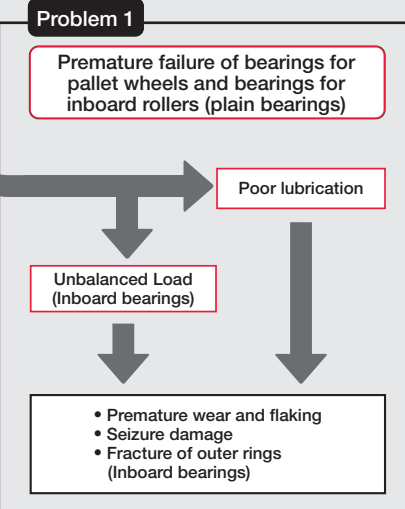 Problem 1
Premature failure of bearings for
pallet wheels and bearings for
inboard rollers (plain bearings)
Poor lubrication
Unbalanced Load
(Inboard bearings)
• Premature wear and flaking
• Seizure damage
• Fracture of outer rings
(Inboard bearings)